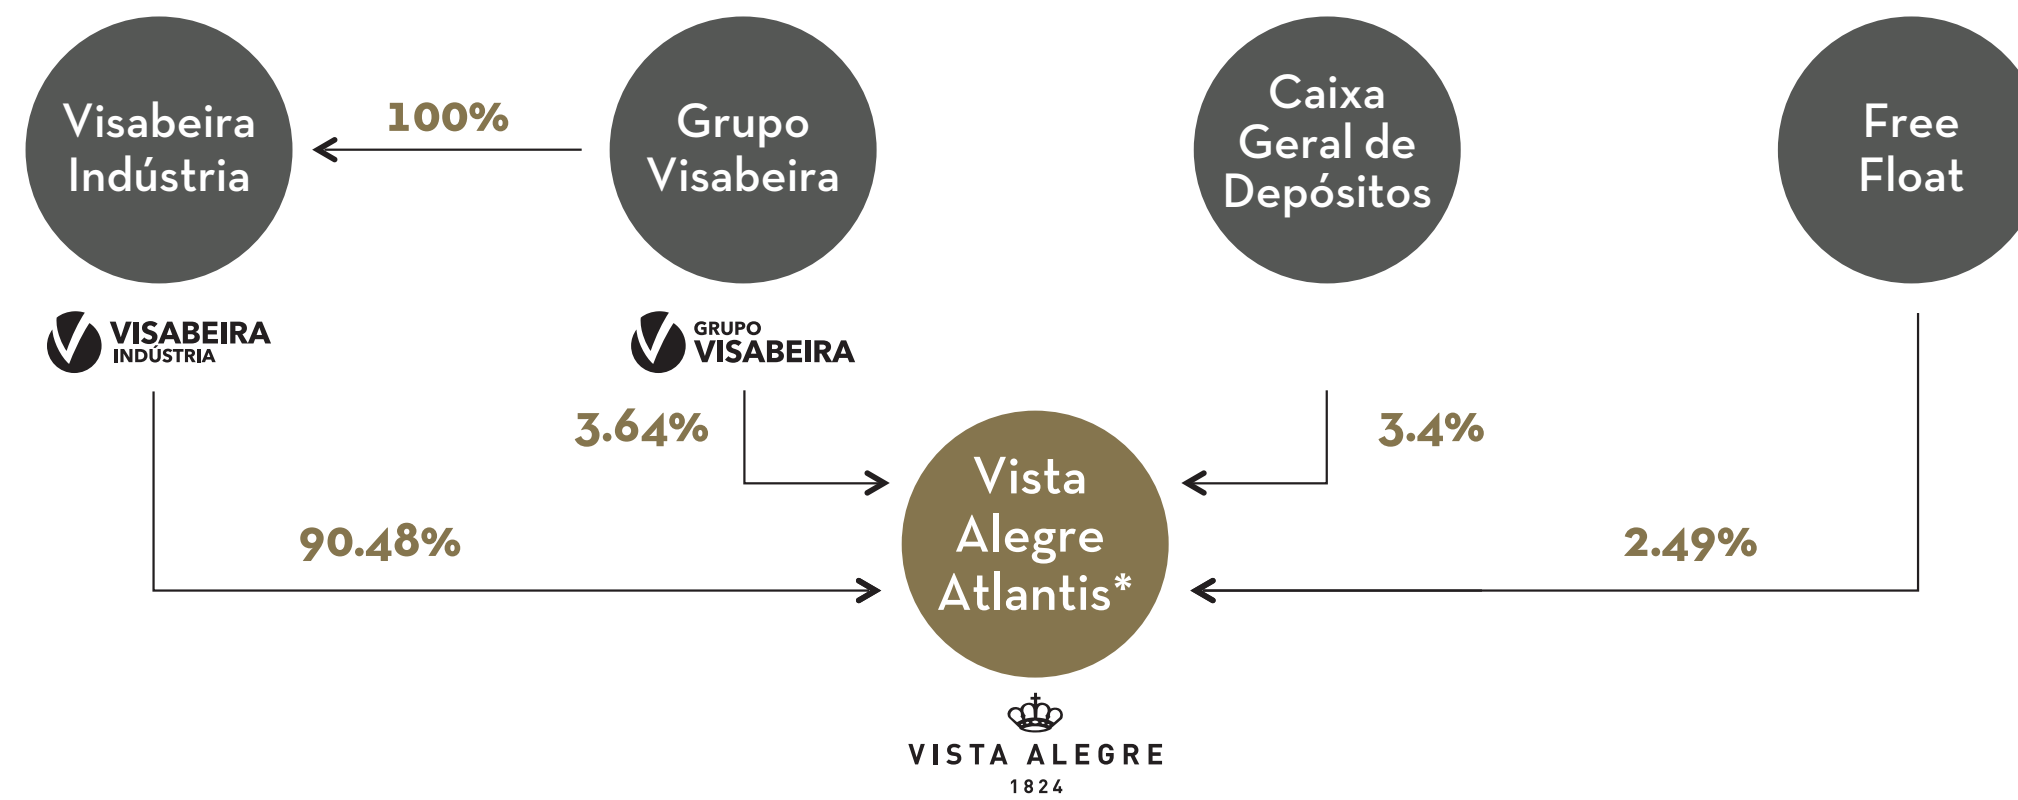 Visabeira
Indústria
100%
Grupo
Visabeira
Caixa
Geral de
Depósitos
Free
Float
VISABEIRA
INDÚSTRIA
GRUPO
VISABEIRA
3.64%
3.4%
90.48%
2.49%
Vista
Alegre
Atlantis*
VISTA ALEGRE
1824